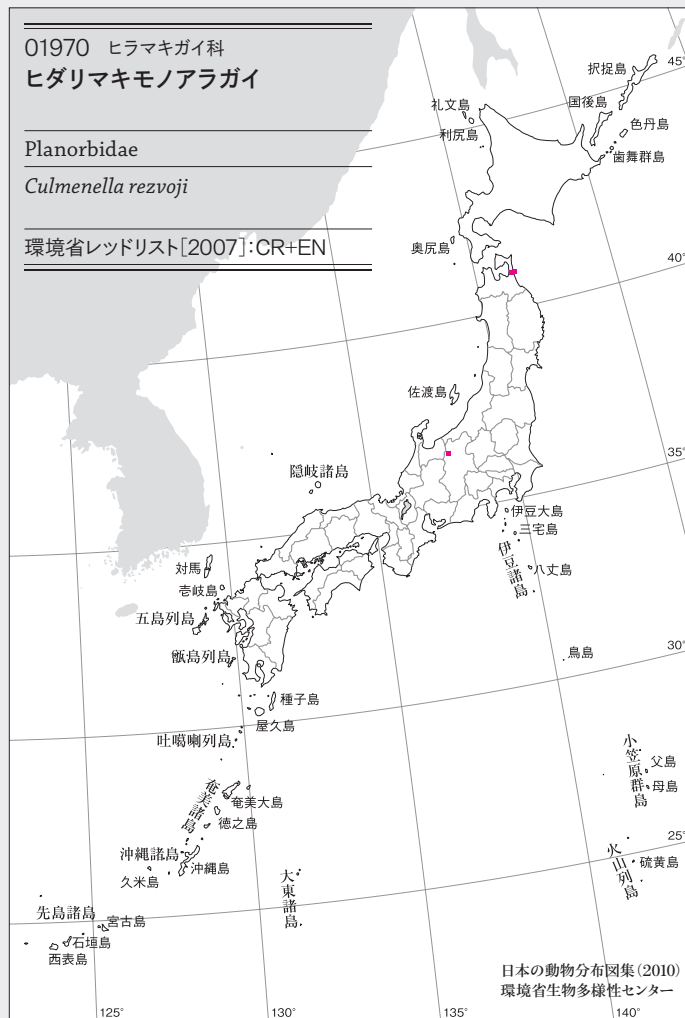 01970 ヒラマキガイ科
ヒダリマキモノアラガイ
Planorbidae
Culmenella rezvoji
環境省レッドリスト[2007]:CR+EN
択捉島
45°
国後島
礼文島
色丹島
利尻島
歯舞群島
奥尻島
40°
佐渡島
35°
隠岐諸島
伊豆大島
三宅島
伊豆諸島
八丈島
対馬
壱岐島
五島列島
甑島列島
鳥島
30°
種子島
屋久島
吐噶喇列島
小笠原群島
父島
母島
奄美諸島
奄美大島
徳之島
25°
沖縄諸島
沖縄島
久米島
大東諸島
火山列島
硫黄島
先島諸島
宮古島
石垣島
西表島
日本の動物分布図集(2010)
環境省生物多様性センター
125°
130°
135°
140°